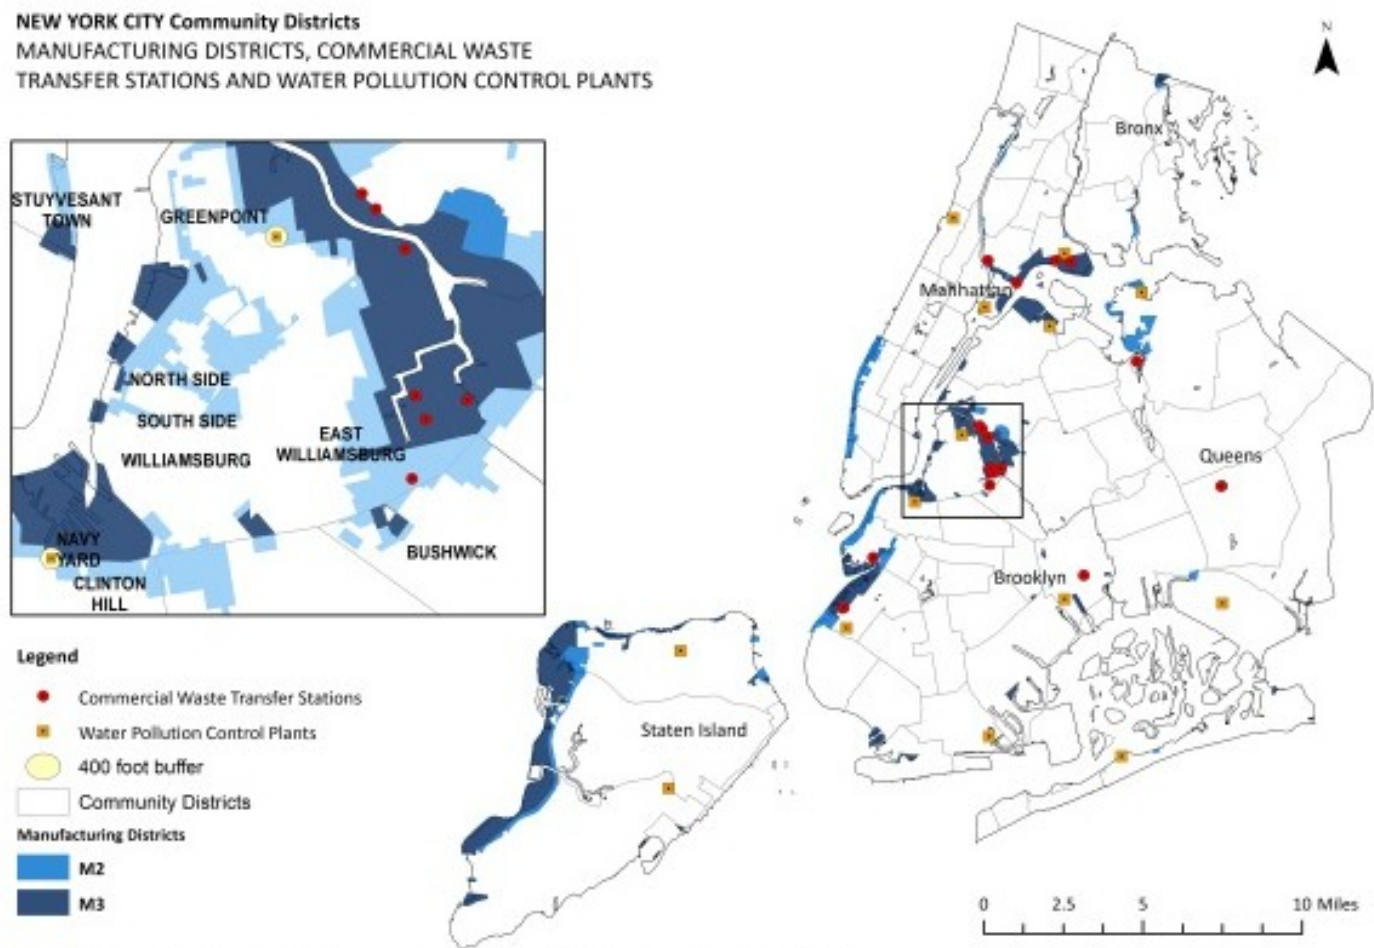 NEW YORK CITY Community Districts
MANUFACTURING DISTRICTS, COMMERCIAL WASTE
TRANSFER STATIONS AND WATER POLLUTION CONTROL PLANTS
STUYVESANT
TOWN
GREENPOINT
NORTH SIDE
SOUTH SIDE
WILLIAMSBURG
EAST
WILLIAMSBURG
NAVY
YARD
CLINTON
HILL
BUSHWICK
N
Bronx
Manhattan
Queens
Brooklyn
Staten Island
Legend
Commercial Waste Transfer Stations
Water Pollution Control Plants
400 foot buffer
Community Districts
Manufacturing Districts
M2
M3
0 2.5 5 10 Miles